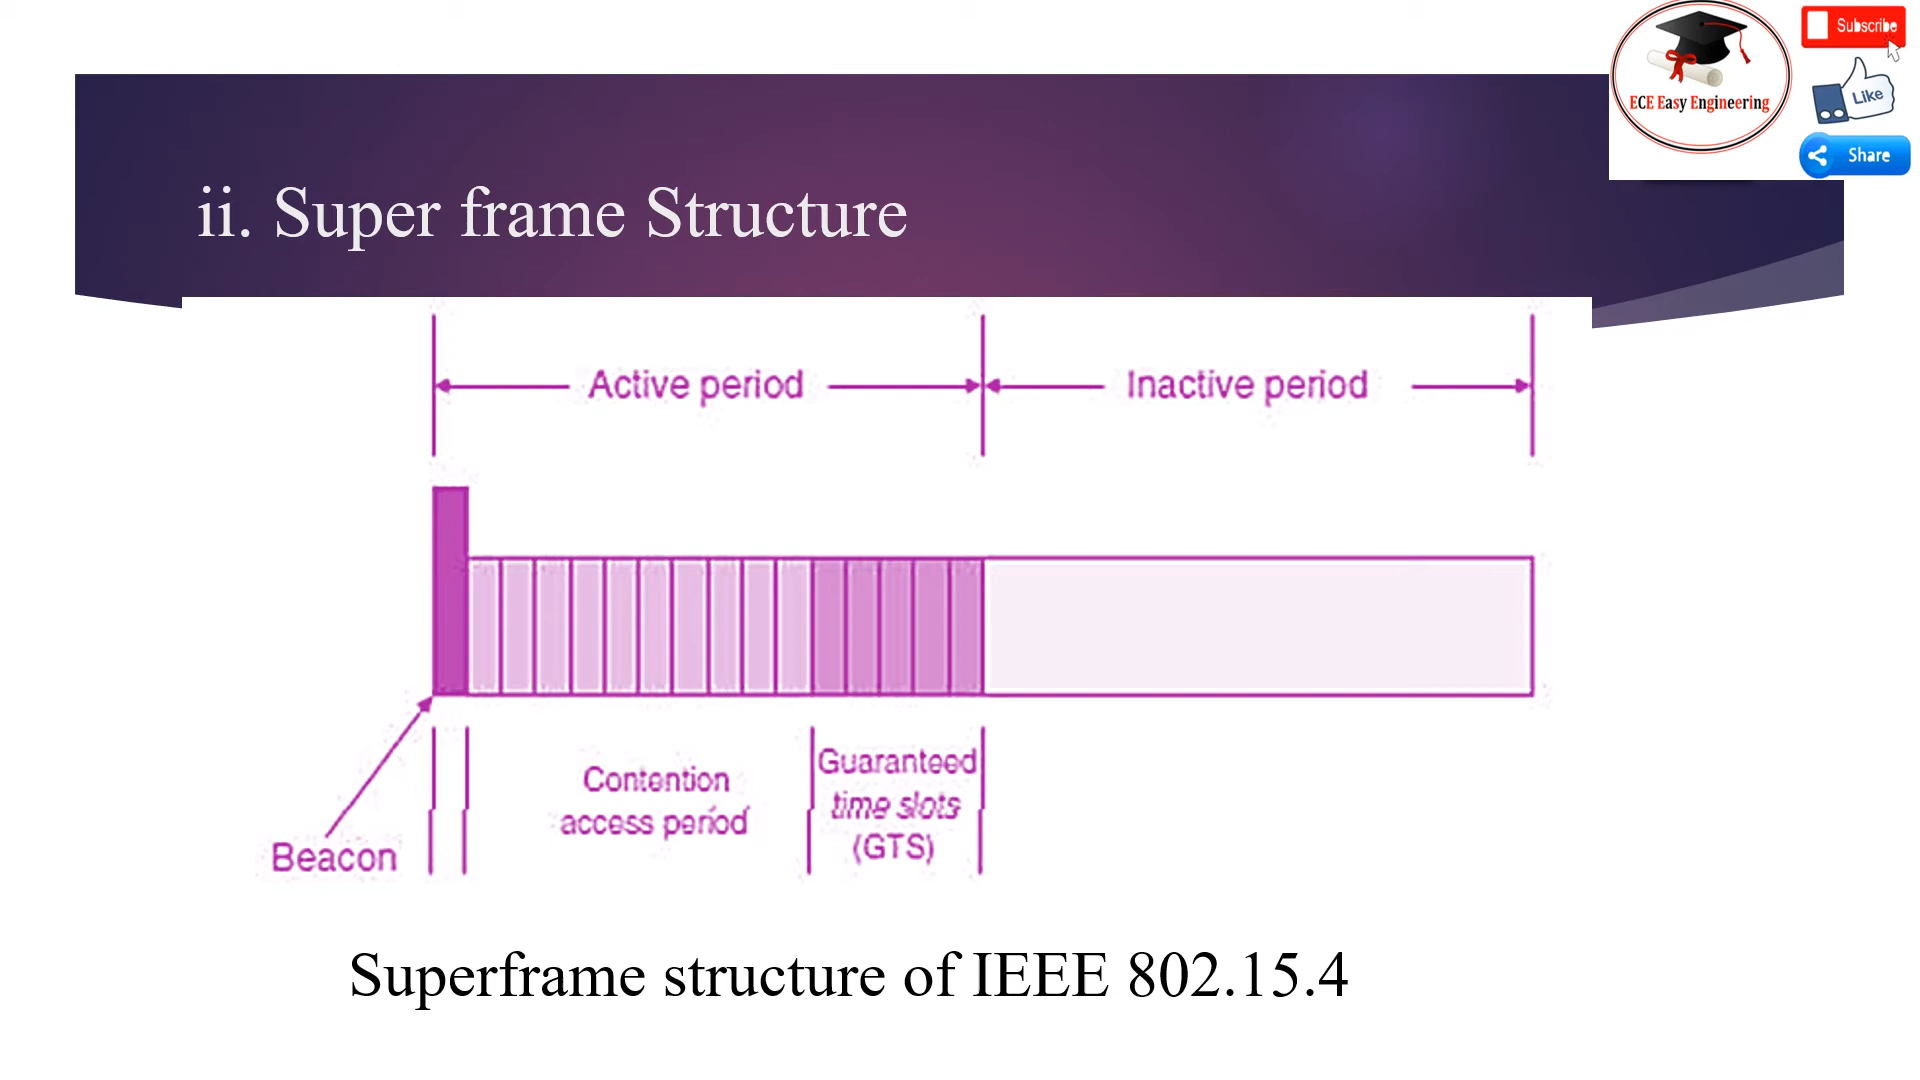 Subscribe
ECE Easy Engineering
Like
Share
ii. Super frame Structure
Active period
Inactive period
Contention
access period
Guaranteed
time slots
(GTS)
Beacon
Superframe structure of IEEE 802.15.4